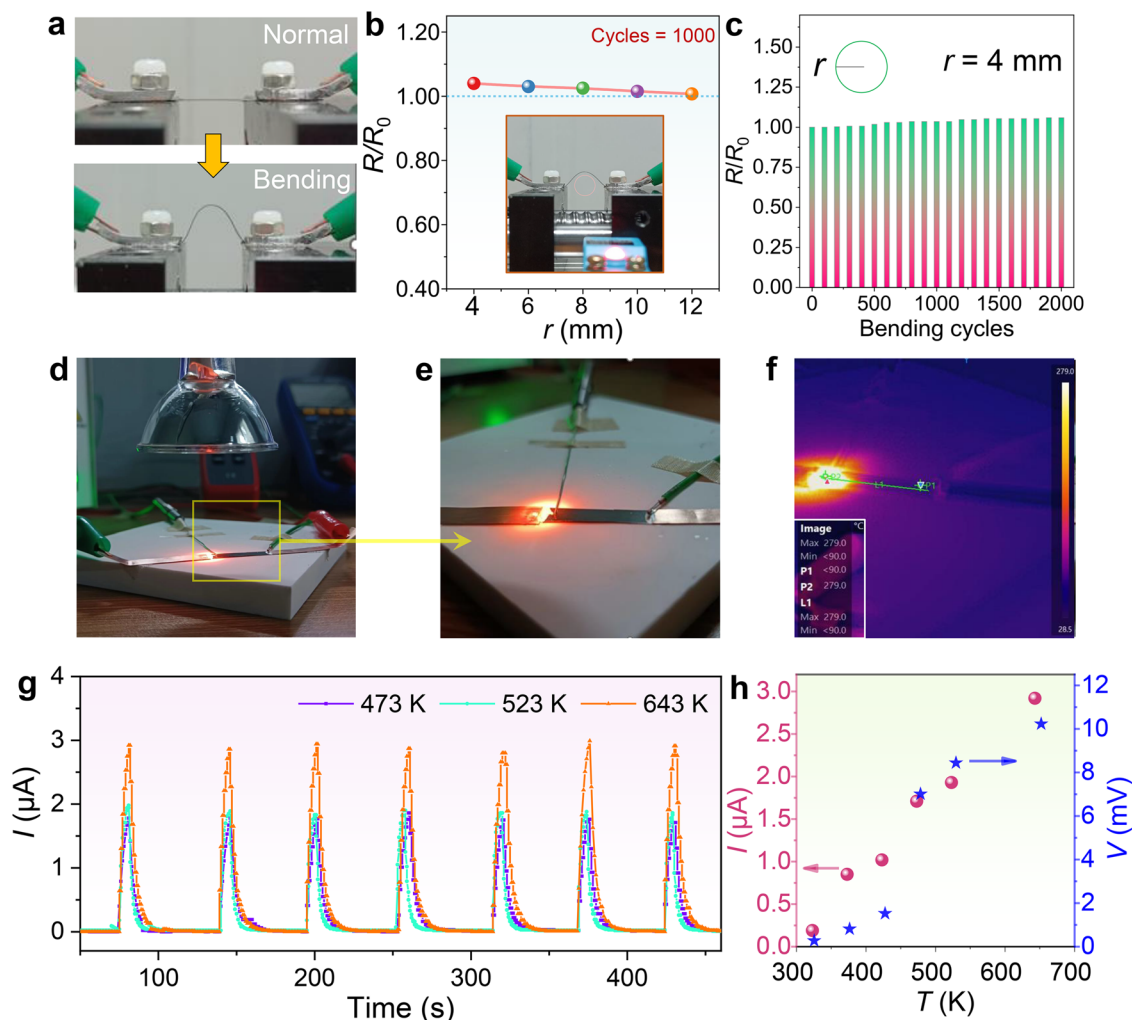 a
Normal
Bending
b
Cycles = 1000
1.20
1.00
0.80
0.60
0.40
R/R0
4 6 8 10 12
r (mm)
c
r
r = 4 mm
1.50
1.25
1.00
0.75
0.50
0.25
0.00
R/R0
0 500 1000 1500 2000
Bending cycles
d
e
f
279.0
P2
L1
P1
Image °C
Max 279.0
Min <90.0
P1 <90.0
P2 279.0
L1
Max 279.0
Min <90.0
28.5
g
473 K 523 K 643 K
4
3
2
1
0
I (μA)
100 200 300 400
Time (s)
h
3.0
2.5
2.0
1.5
1.0
0.5
0.0
I (μA)
12
10
8
6
4
2
0
V (mV)
300 400 500 600 700
T (K)